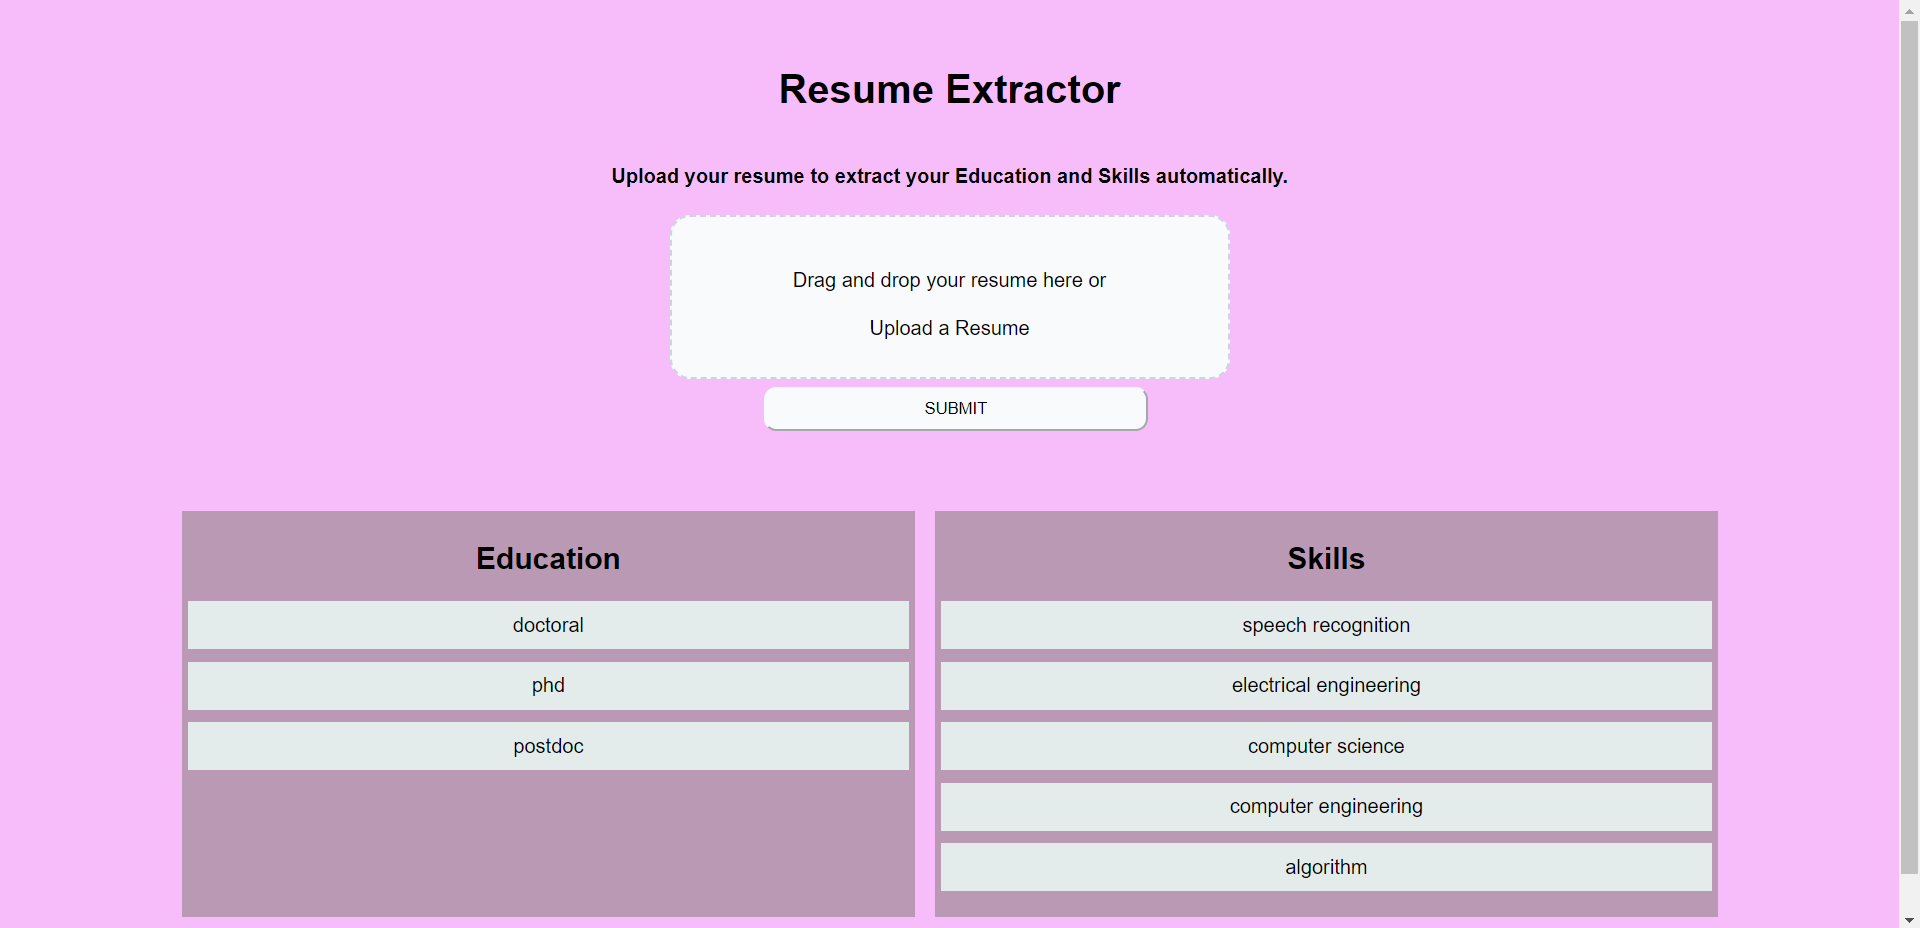 Resume Extractor
Upload your resume to extract your Education and Skills automatically.
Drag and drop your resume here or
Upload a Resume
SUBMIT
Education
doctoral
phd
postdoc
Skills
speech recognition
electrical engineering
computer science
computer engineering
algorithm